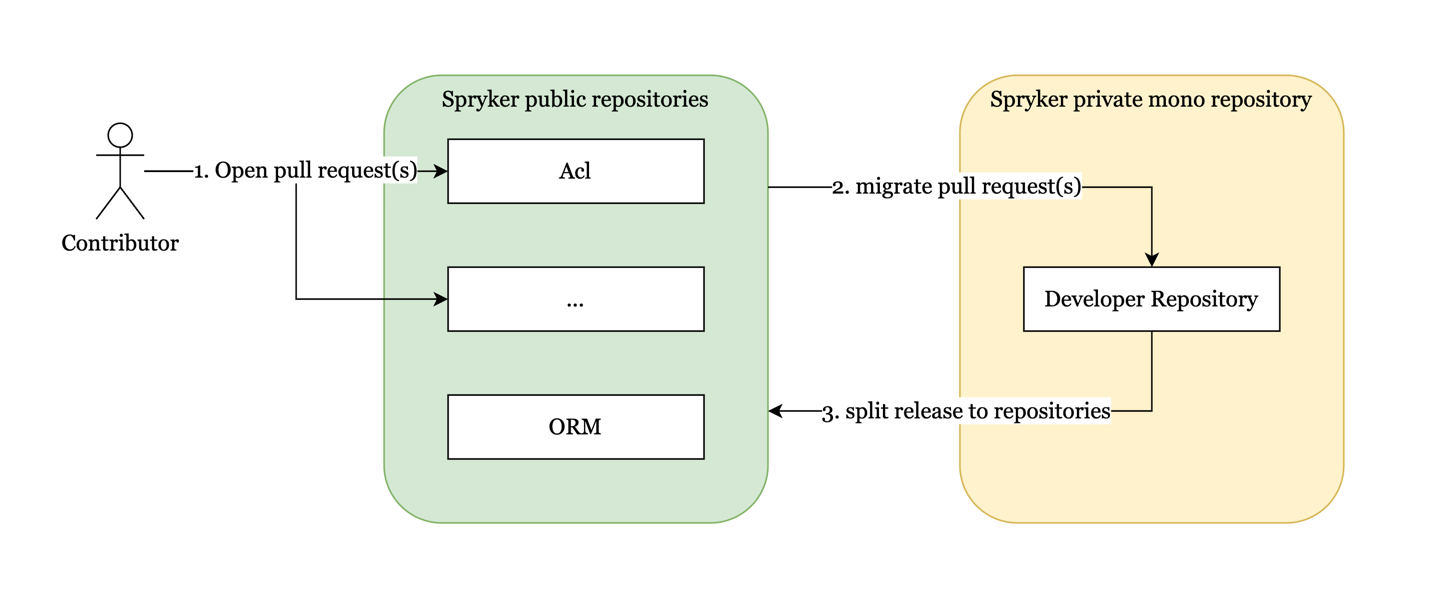 Spryker public repositories
Spryker private mono repository
1. Open pull request(s)
Acl
2. migrate pull request(s)
Contributor
...
Developer Repository
3. split release to repositories
ORM